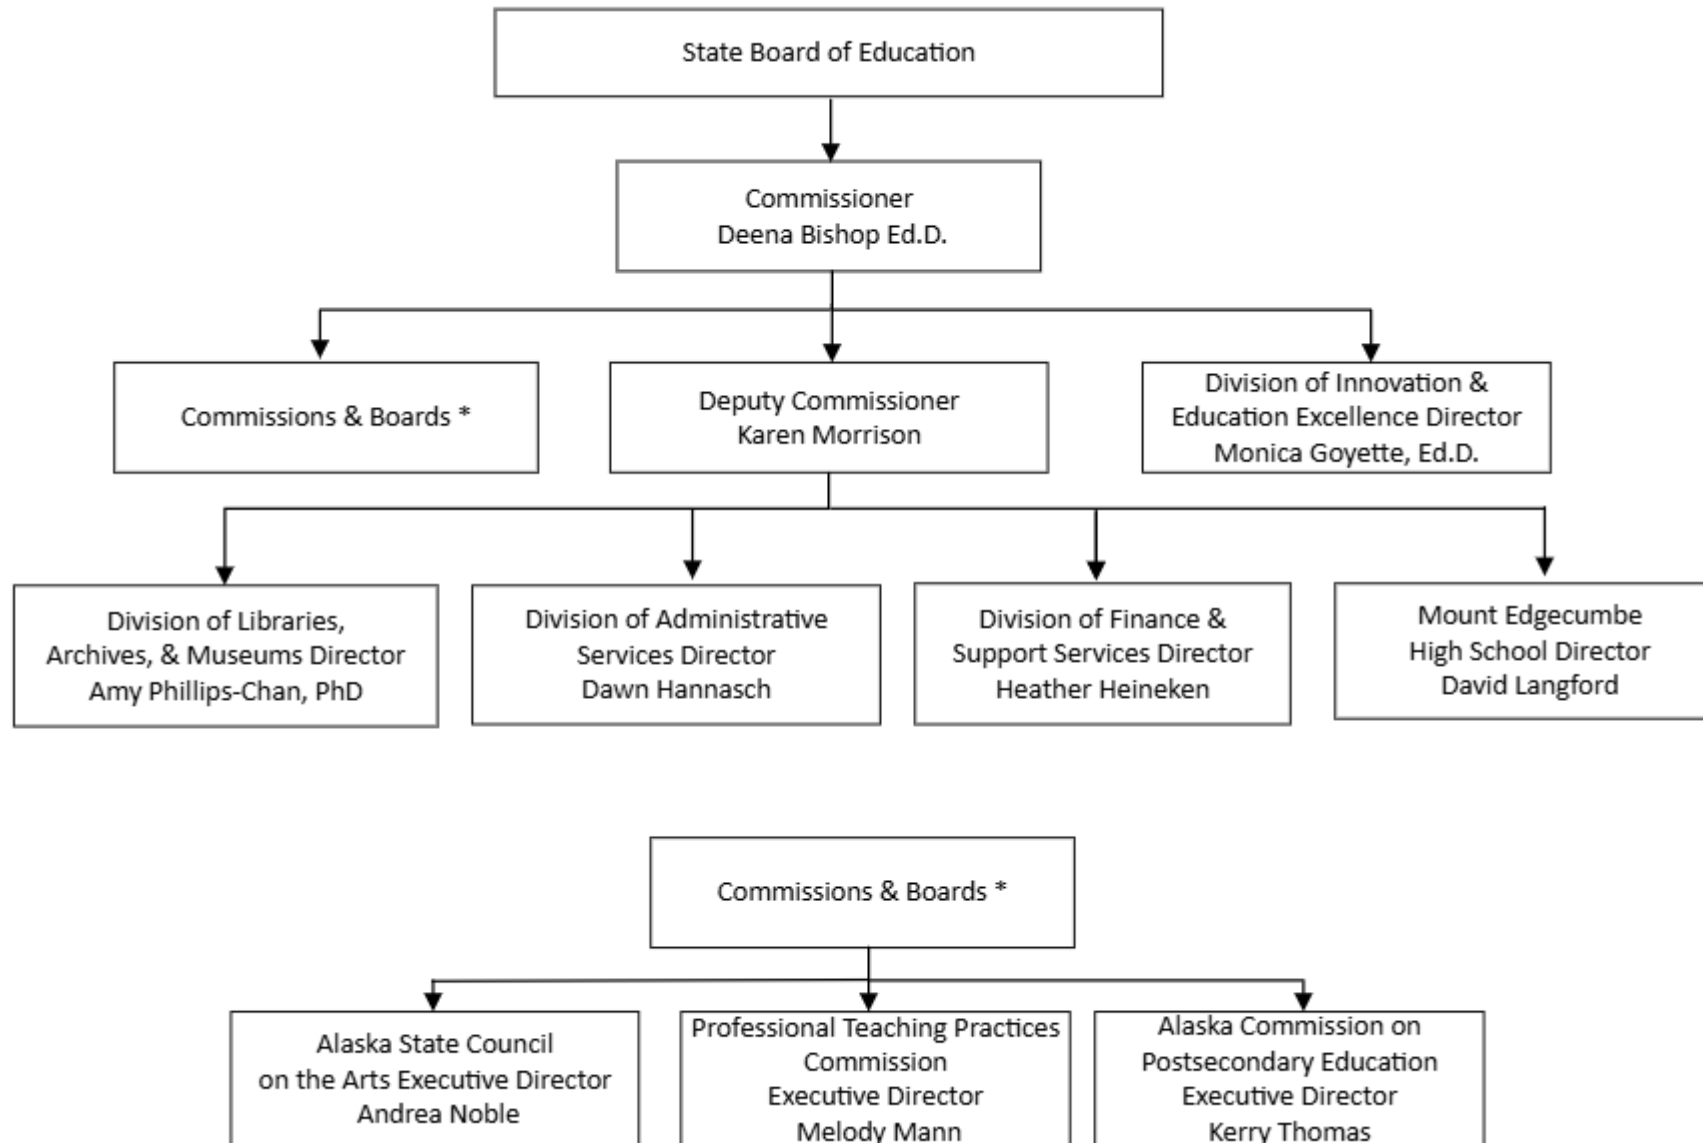 State Board of Education
Commissioner
Deena Bishop Ed.D.
Commissions & Boards *
Deputy Commissioner
Karen Morrison
Division of Innovation &
Education Excellence Director
Monica Goyette, Ed.D.
Division of Libraries,
Archives, & Museums Director
Amy Phillips-Chan, PhD
Division of Administrative
Services Director
Dawn Hannasch
Division of Finance &
Support Services Director
Heather Heineken
Mount Edgecumbe
High School Director
David Langford
Commissions & Boards *
Alaska State Council
on the Arts Executive Director
Andrea Noble
Professional Teaching Practices
Commission
Executive Director
Melody Mann
Alaska Commission on
Postsecondary Education
Executive Director
Kerry Thomas